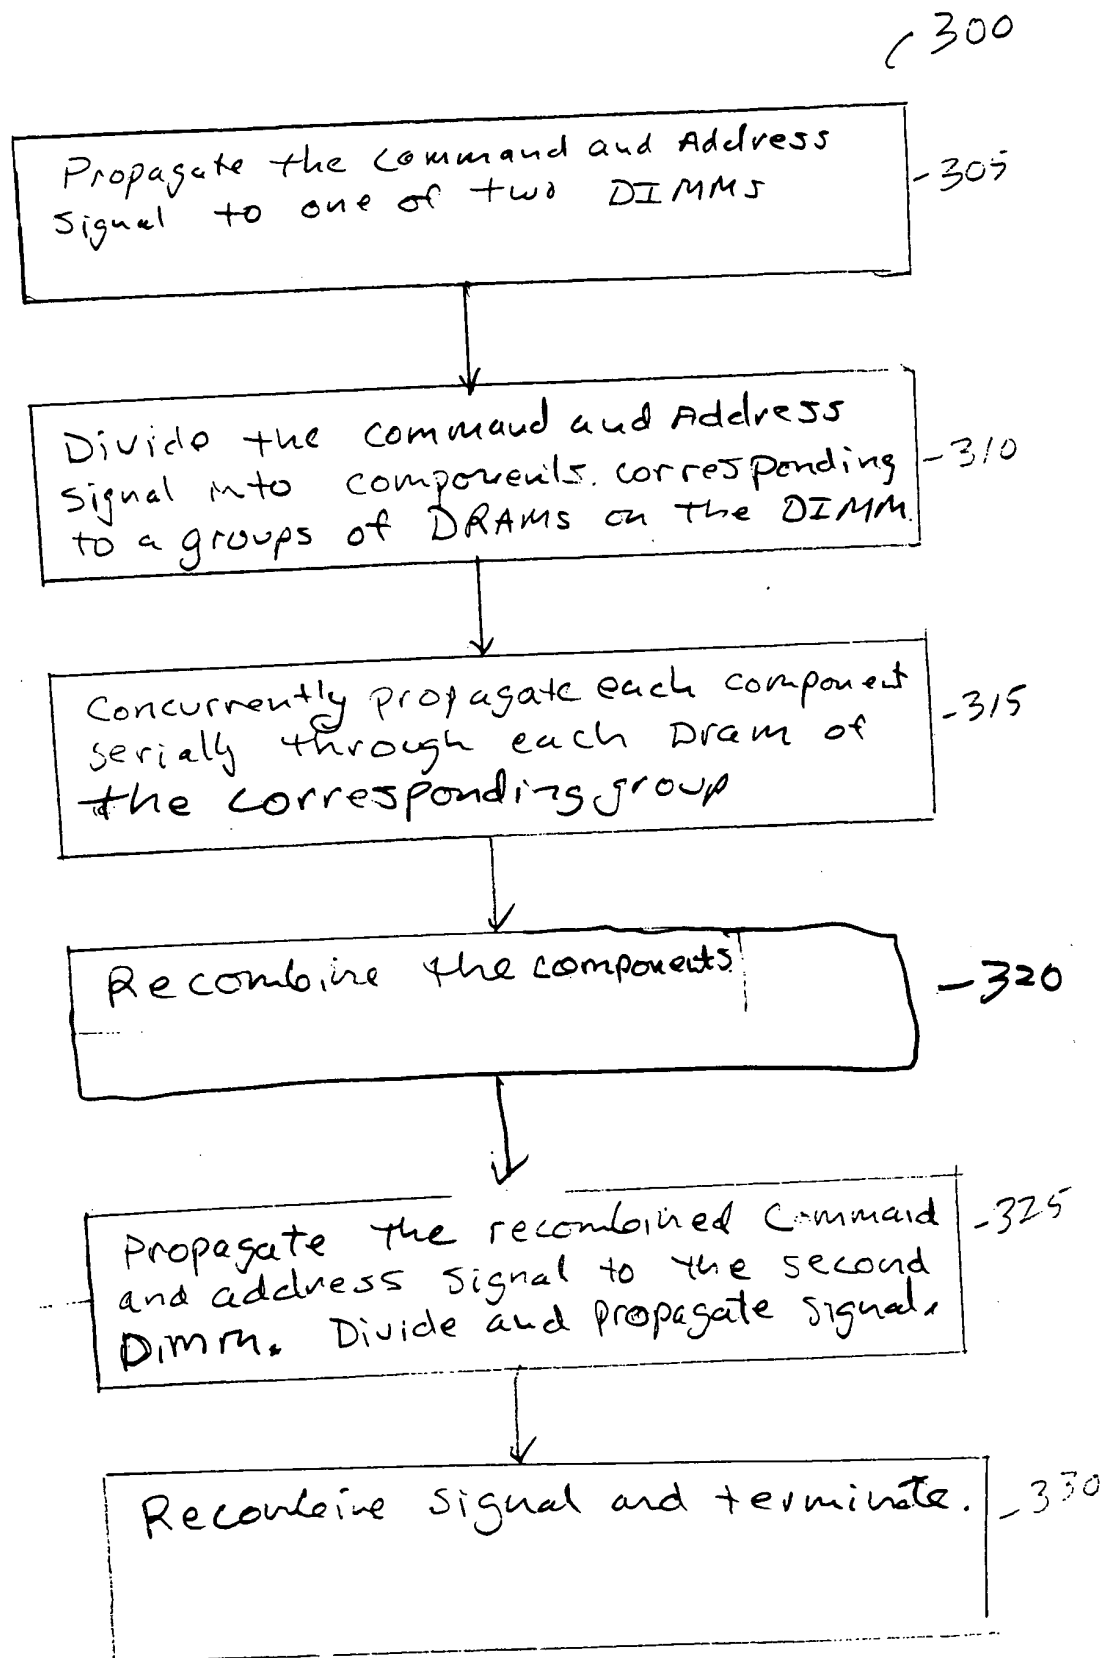 300
Propagate the Command and Address
Signal to one of two DIMMs
-305
Divide the Command and Address
Signal into components. corresponding
to a groups of DRAMs on the DIMM.
-310
Concurrently propagate each component
serially through each Dram of
the corresponding group
-315
Recombine the components
-320
Propagate the recombined Command
and address signal to the second
Dimm. Divide and propagate signal.
-325
Recombine Signal and terminate.
-330